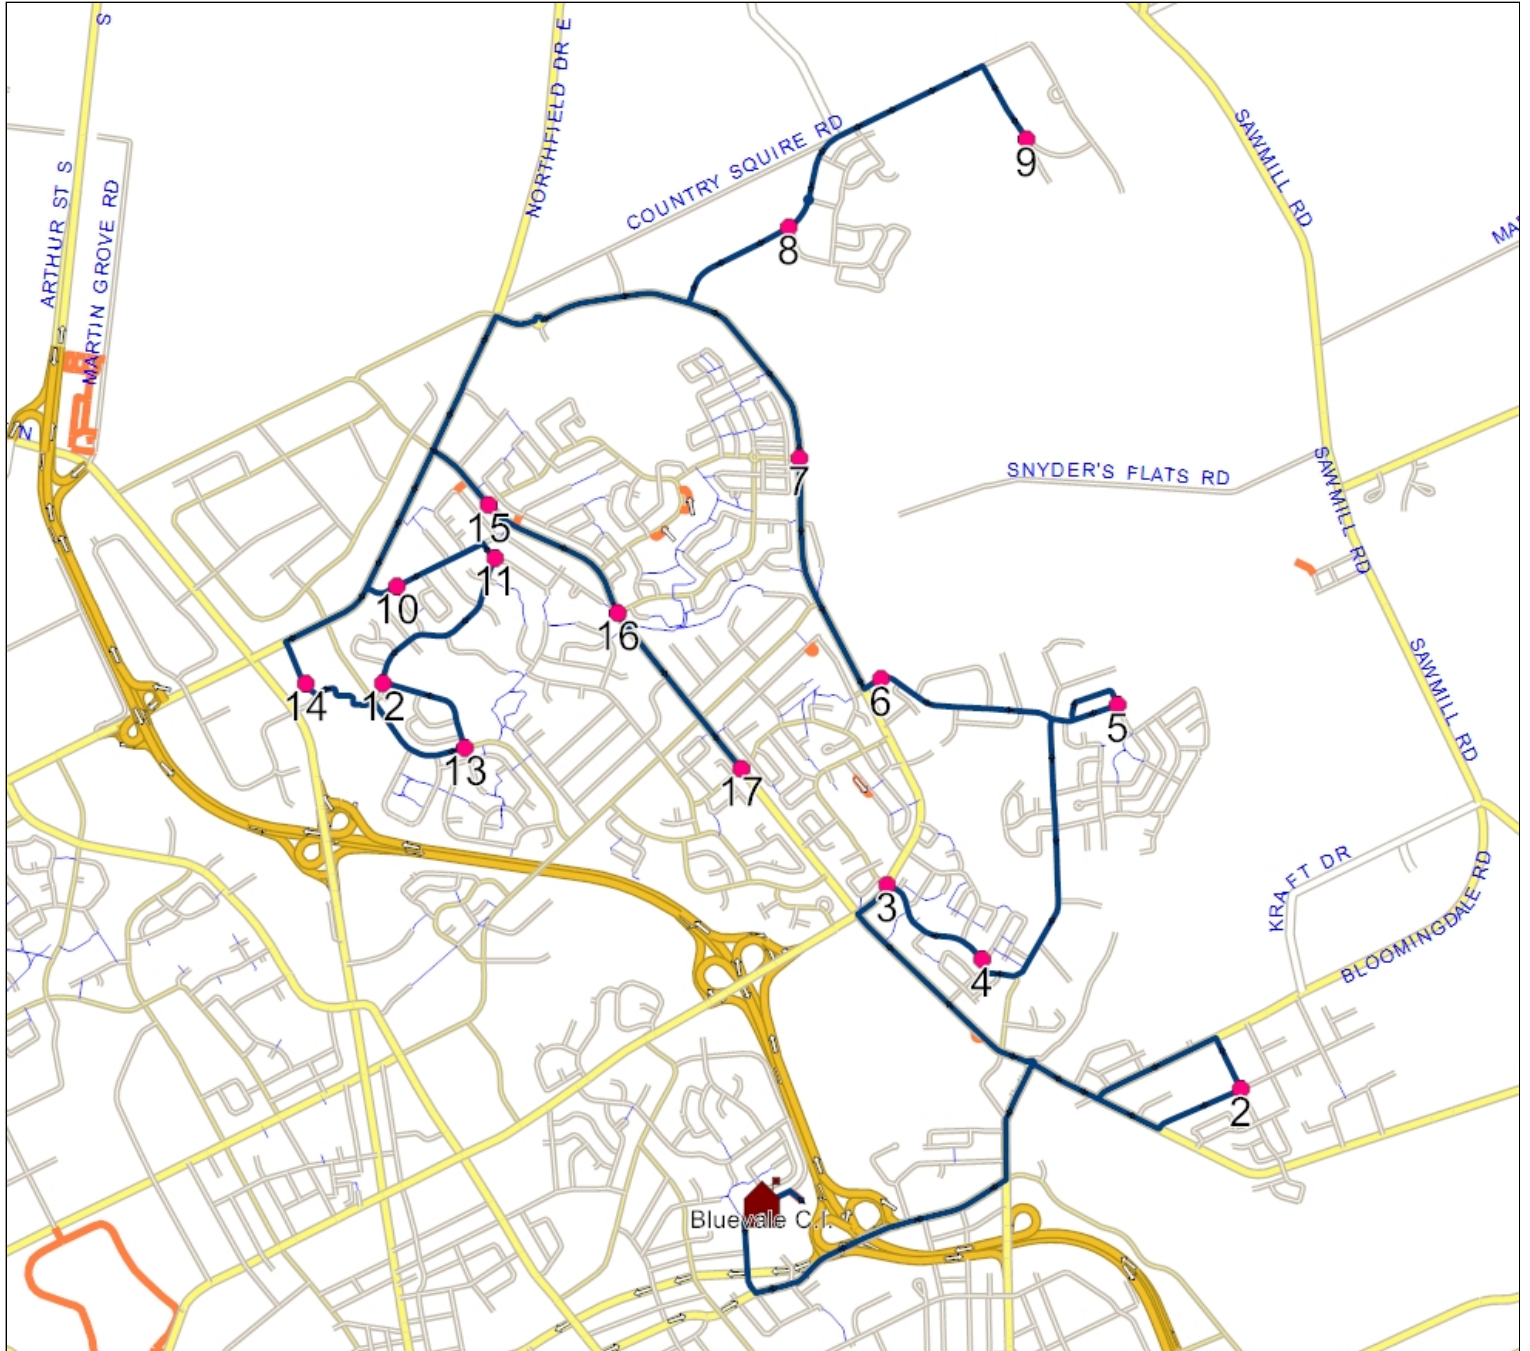 S
NORTHFIELD DR E
COUNTRY SQUIRE RD
SAWMILL RD
9
ARTHUR ST S
MARTIN GROVE RD
8
N
7
SNYDER'S FLATS RD
SAWMILL RD
15
11
10
16
SAWMILL RD
14
12
6
5
13
17
KRAFT DR
BLOOMINGDALE RD
3
4
2
Bluevale C.I.